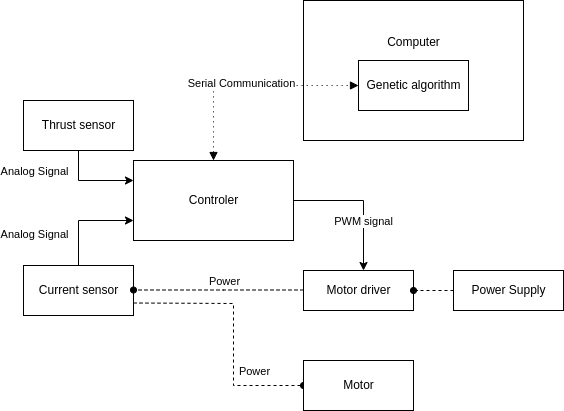 Computer
Serial Communication
Genetic algorithm
Thrust sensor
Analog Signal
Controler
PWM signal
Analog Signal
Power
Current sensor
Motor driver
Power Supply
Power
Motor